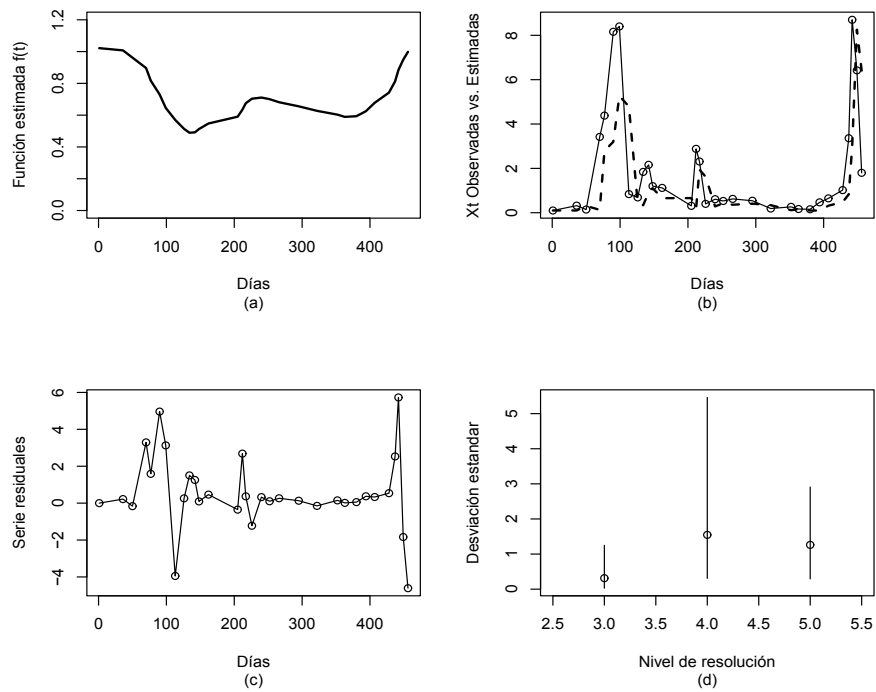 Función estimada f(t)
0.0 0.4 0.8 1.2
0 100 200 300 400
Días
(a)
Xt Observadas vs. Estimadas
0 2 4 6 8
0 100 200 300 400
Días
(b)
Serie residuales
−4 −2 0 2 4 6
0 100 200 300 400
Días
(c)
Desviación estandar
0 1 2 3 4 5
2.5 3.0 3.5 4.0 4.5 5.0 5.5
Nivel de resolución
(d)